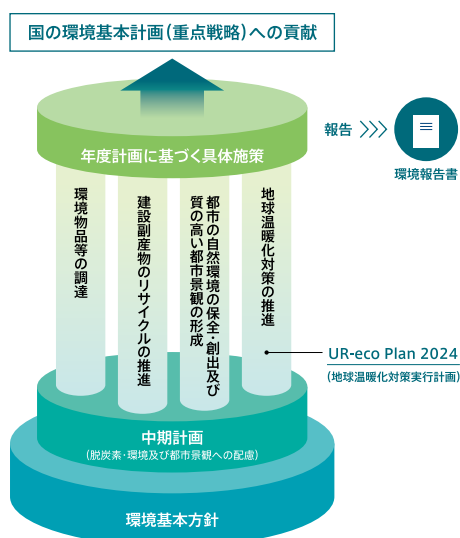 国の環境基本計画（重点戦略）への貢献
年度計画に基づく具体施策
報告
環境報告書
環境物品等の調達
建設副産物のリサイクルの推進
都市の自然環境の保全・創出及び
質の高い都市景観の形成
地球温暖化対策の推進
UR-eco Plan 2024
（地球温暖化対策実行計画）
中期計画
（脱炭素・環境及び都市景観への配慮）
環境基本方針